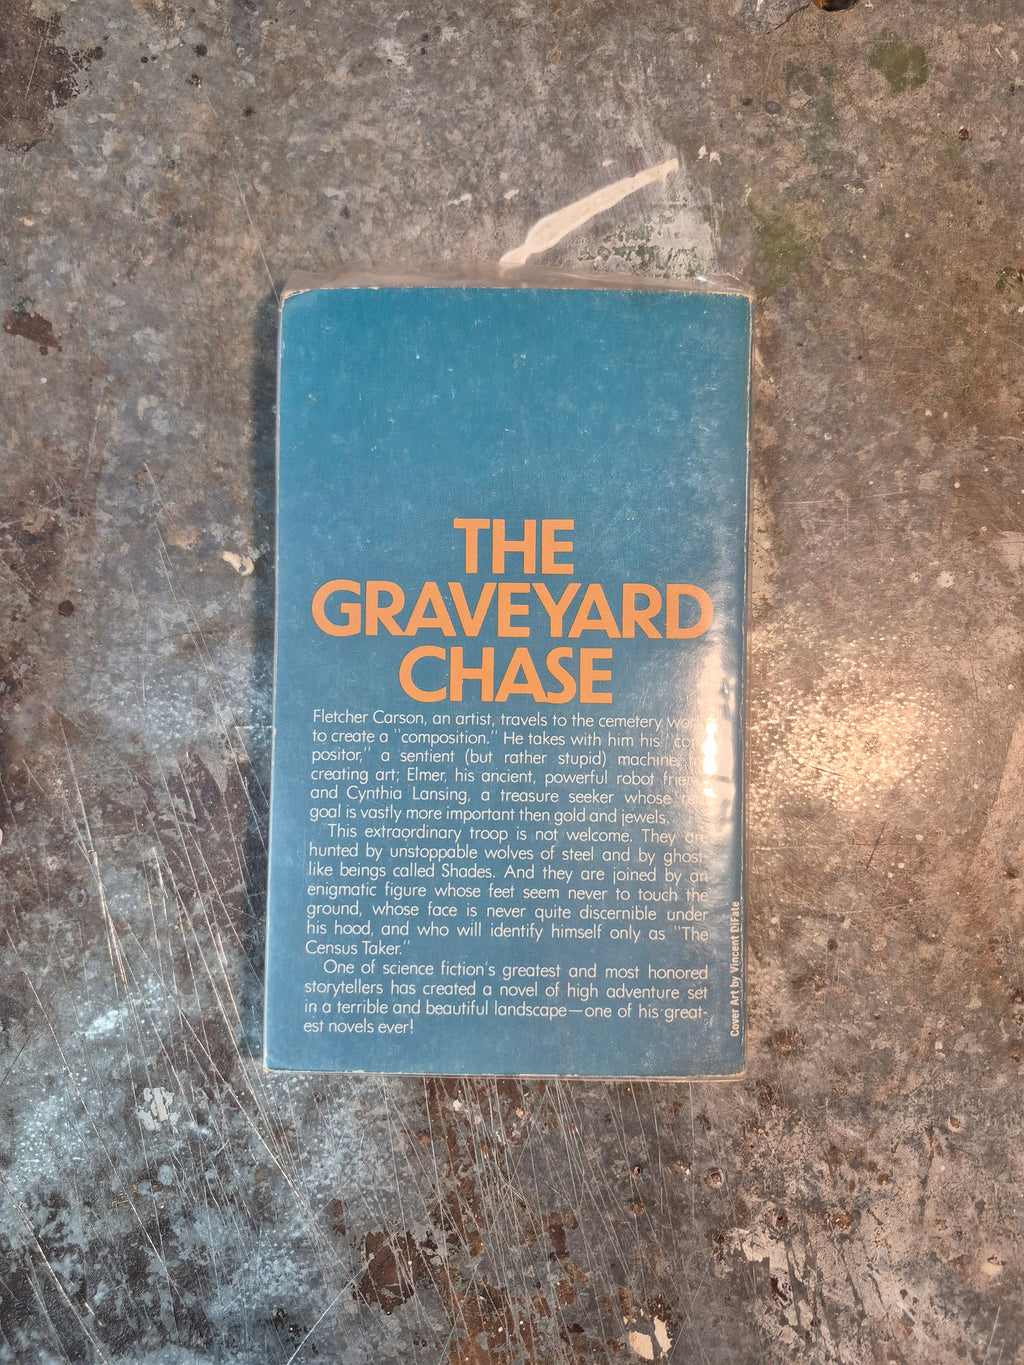 THE
GRAVEYARD
CHASE
Fletcher Carson, an artist, travels to the cemetery
to create a "composition." He takes with him his
positor," a sentient (but rather stupid) machine
creating art; Elmer, his ancient, powerful robot
and Cynthia Lansing, a treasure seeker whose
goal is vastly more important then gold and jewels.
This extraordinary troop is not welcome. They are
hunted by unstoppable wolves of steel and by ghost-
like beings called Shades. And they are joined by an
enigmatic figure whose feet seem never to touch the
ground, whose face is never quite discernible under
his hood, and who will identify himself only as "The
Census Taker."
One of science fiction's greatest and most honored
storytellers has created a novel of high adventure set
in a terrible and beautiful landscape—one of his great-
est novels ever!
Cover Art by Vincent DiFate